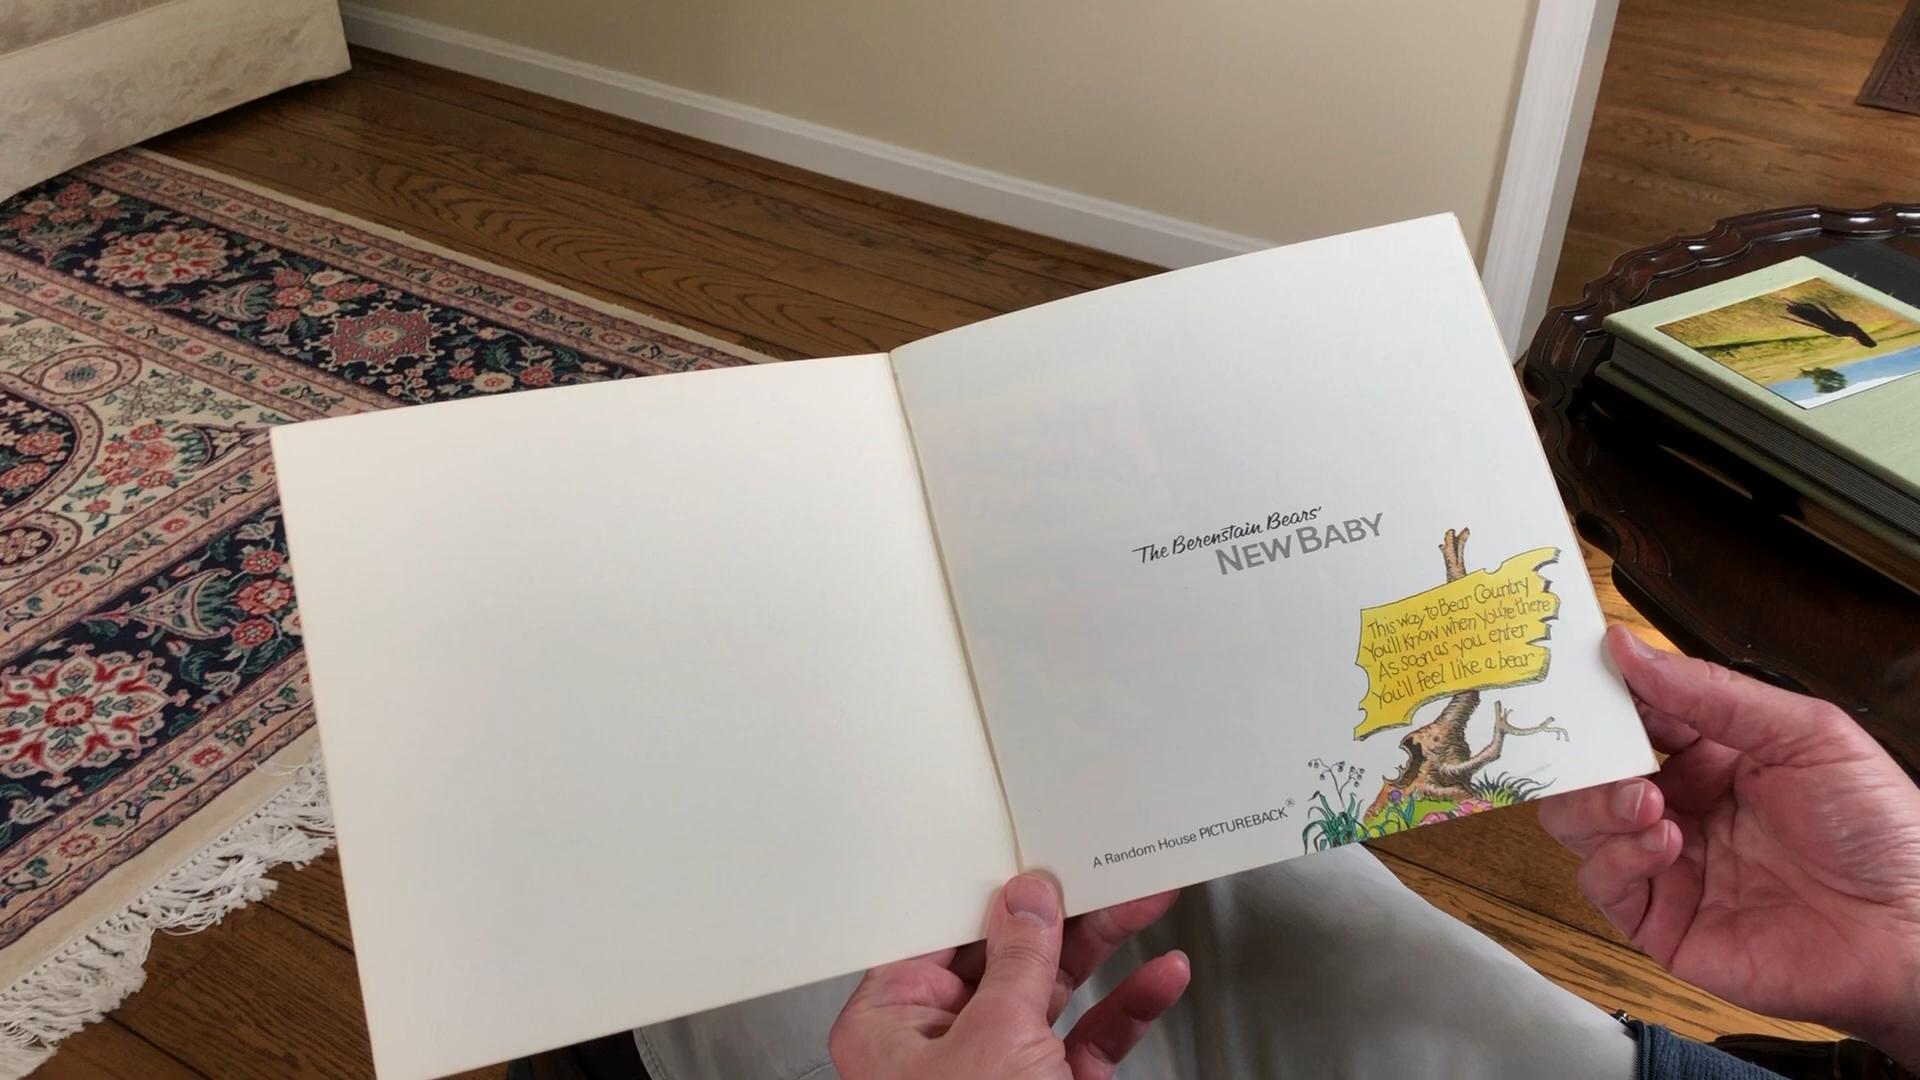 The Berenstain Bears'
NEW BABY
This way to Bear Country
You'll know when you're there
As soon as you enter
You'll feel like a bear
A Random House PICTUREBACK®